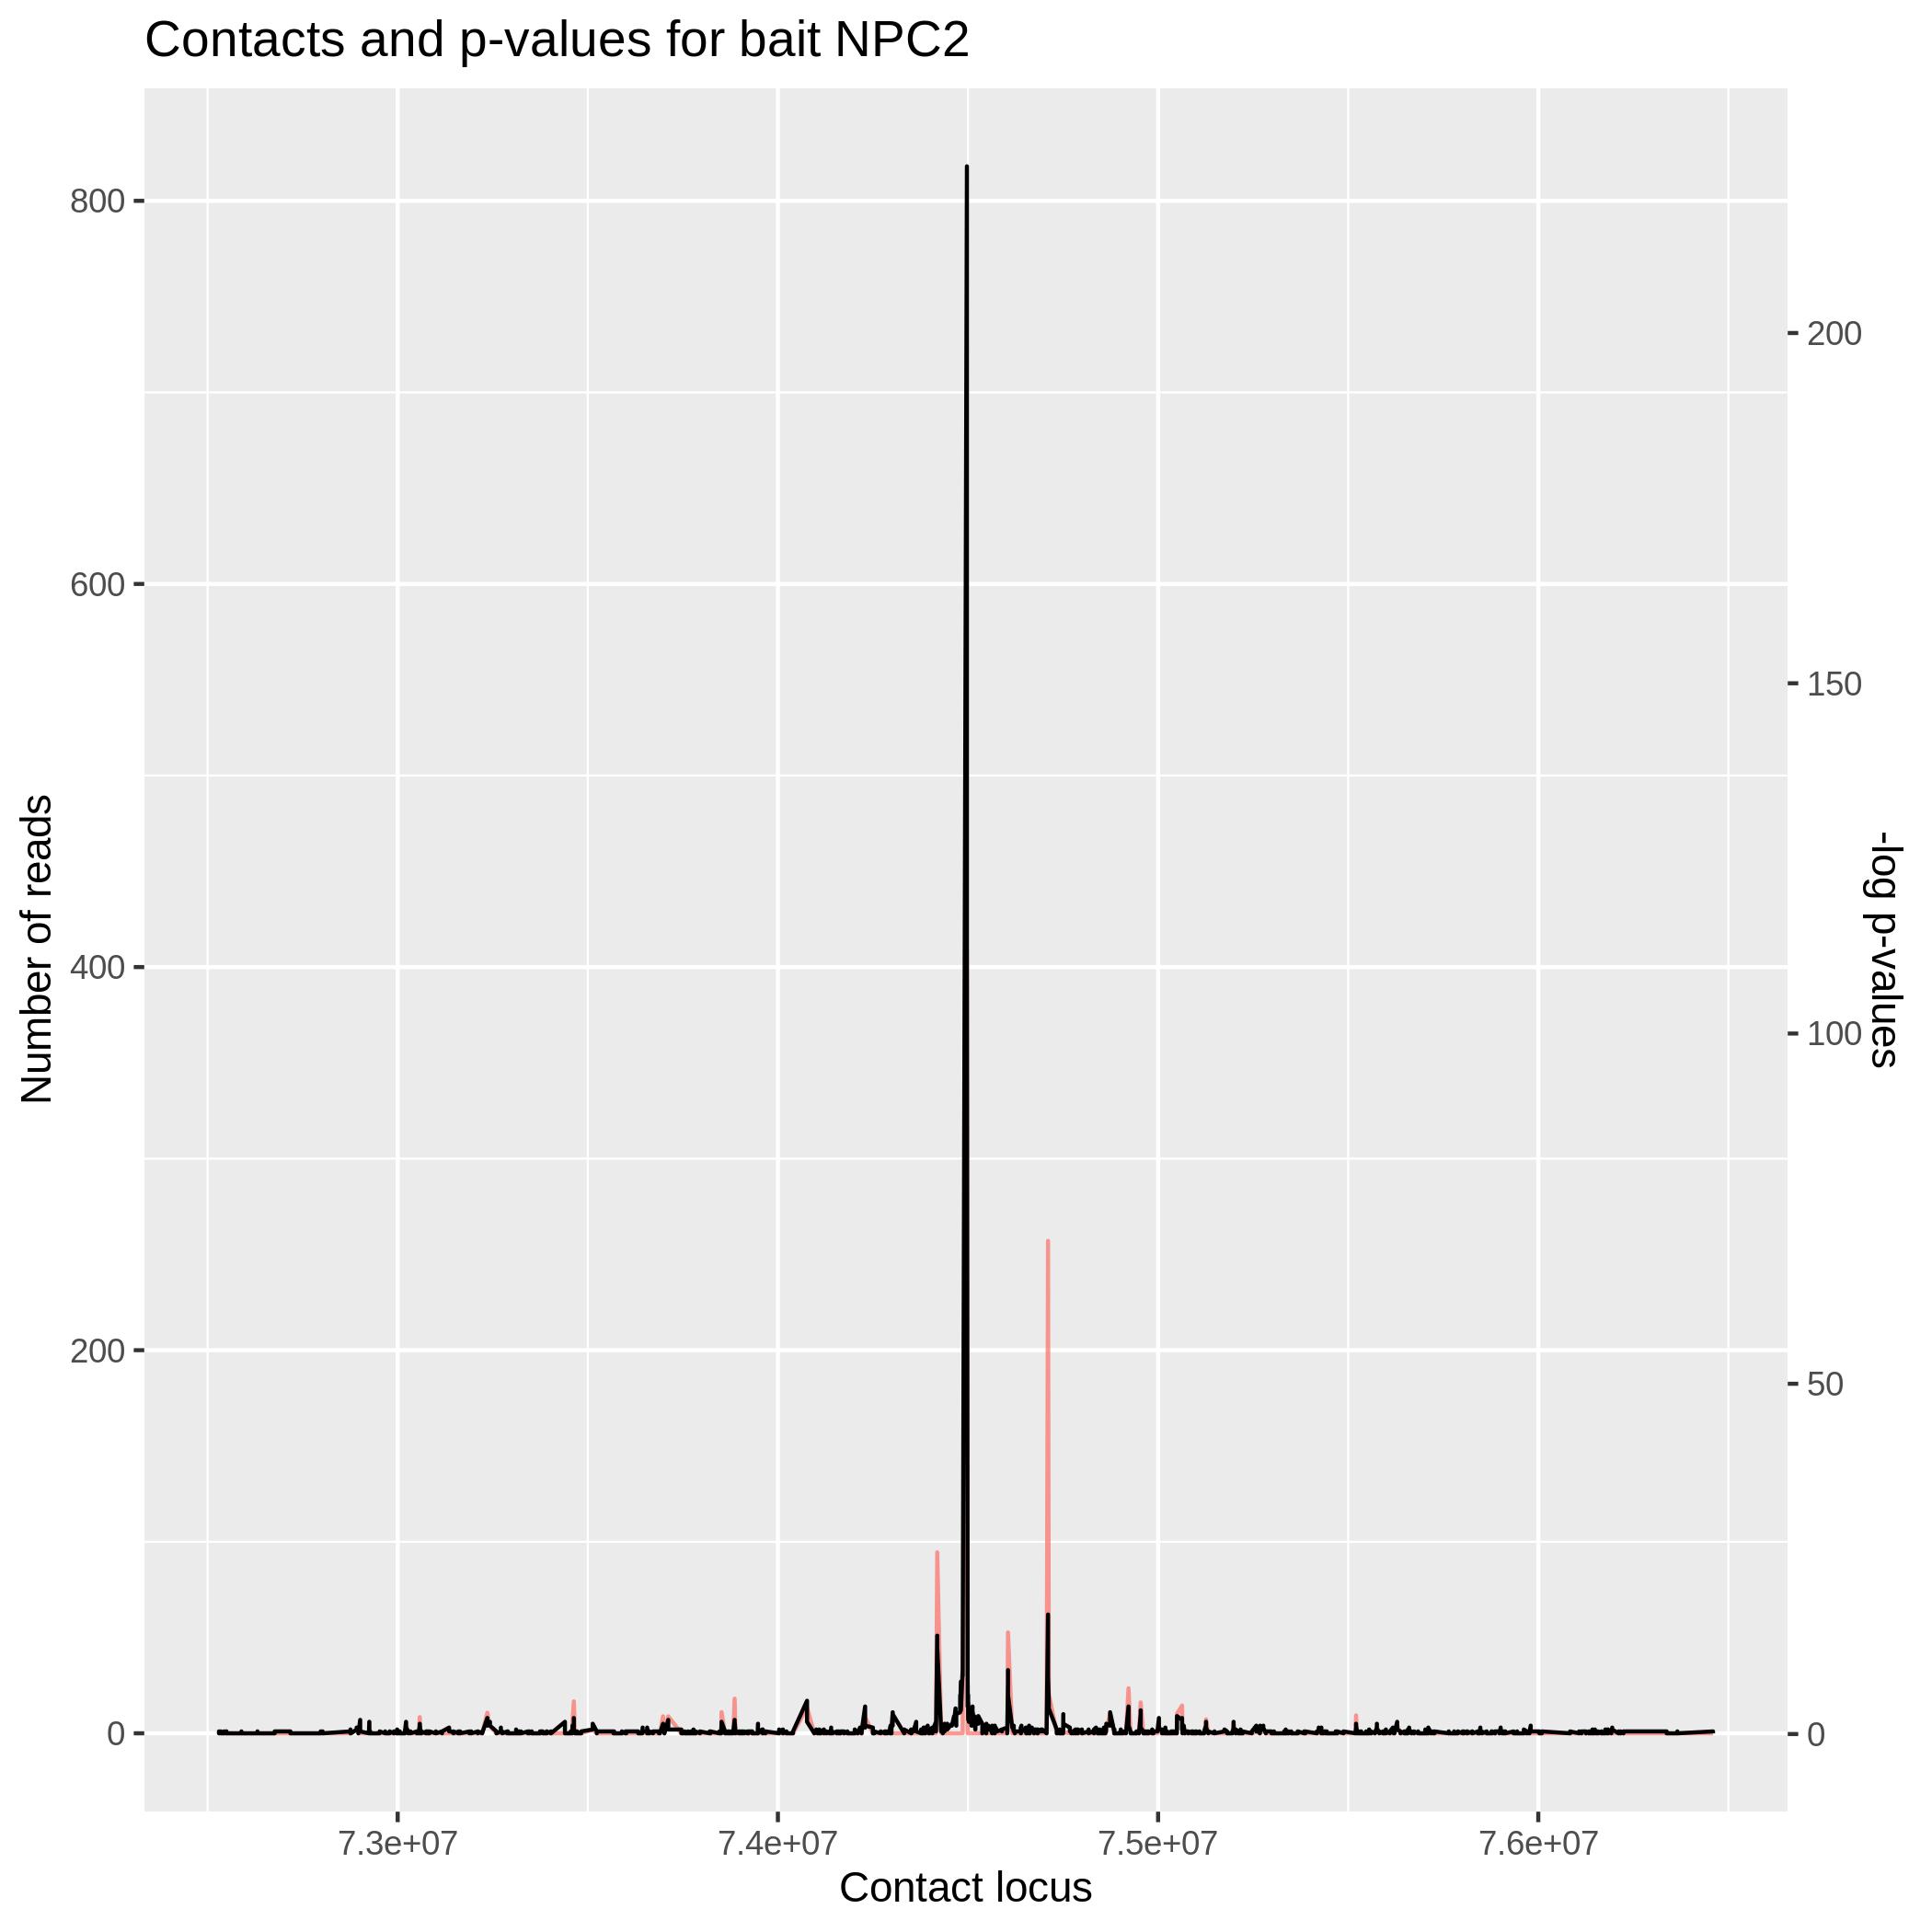 Contacts and p-values for bait NPC2
800
600
400
200
0
Number of reads
200
150
100
50
0
-log p-values
7.3e+07
7.4e+07
7.5e+07
7.6e+07
Contact locus